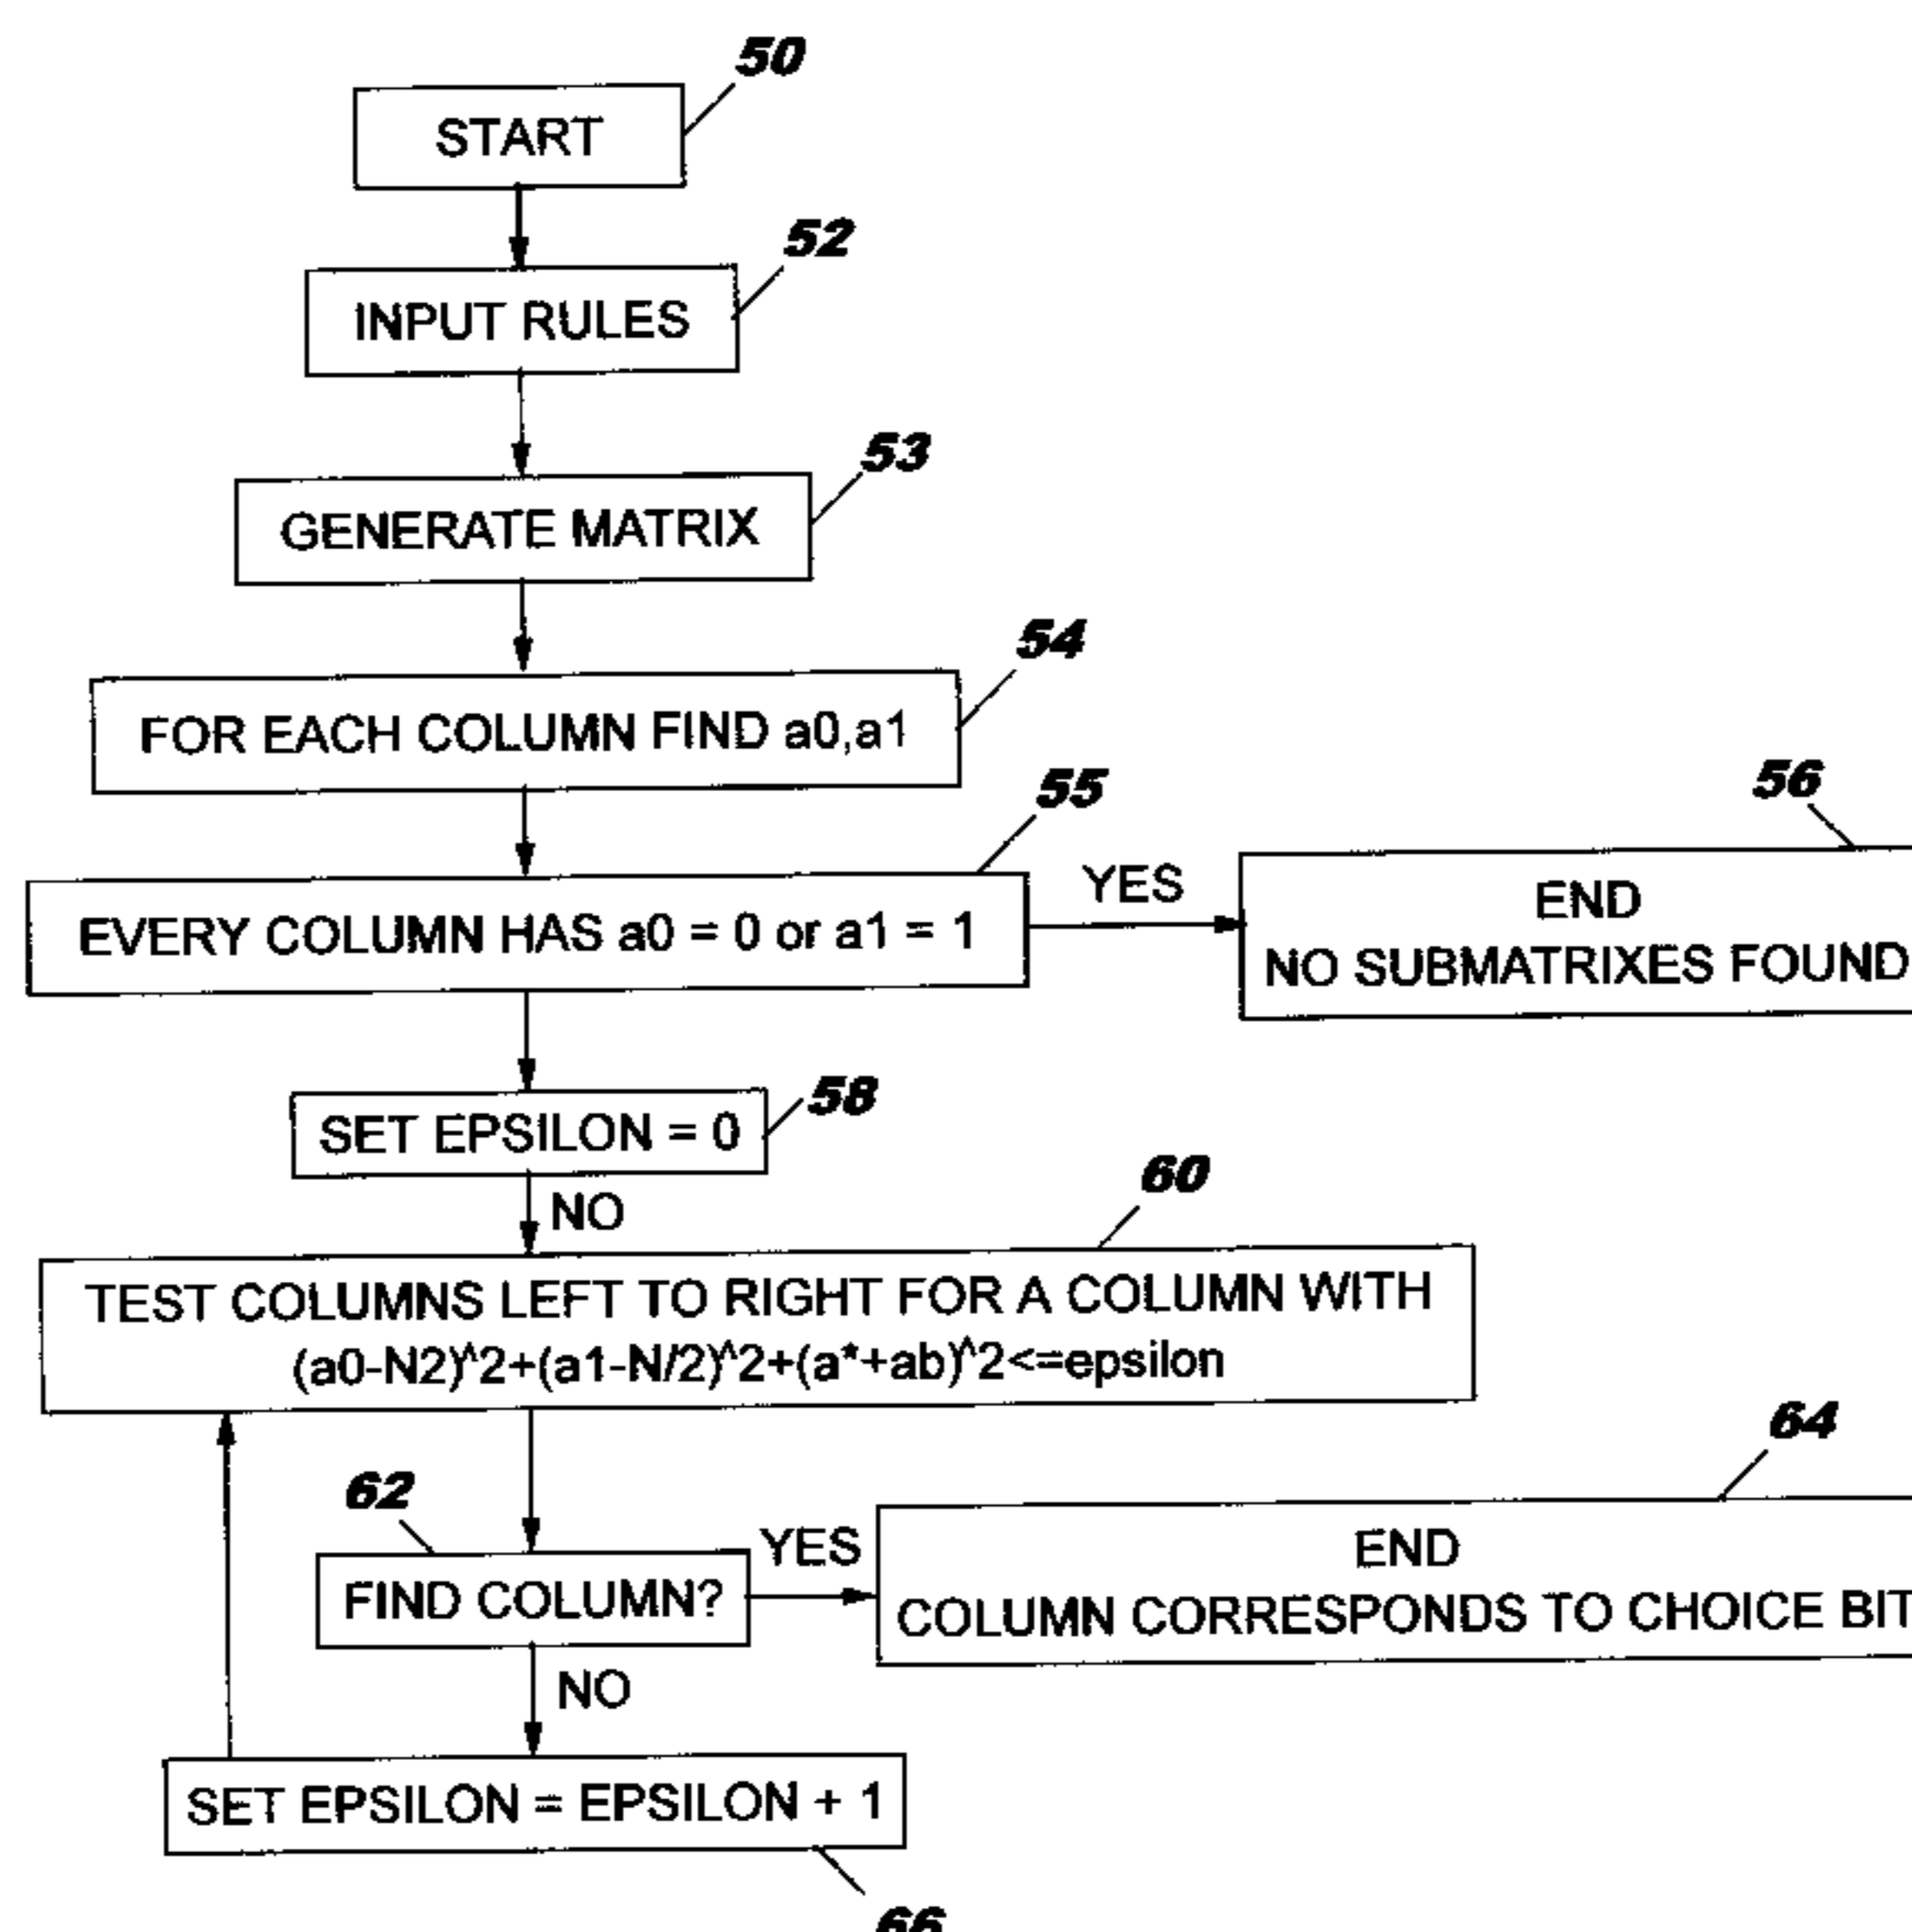 50
START
52
INPUT RULES
53
GENERATE MATRIX
54
FOR EACH COLUMN FIND a0,a1
55
EVERY COLUMN HAS a0 = 0 or a1 = 1
YES
56
END
NO SUBMATRIXES FOUND
SET EPSILON = 0
58
NO
60
TEST COLUMNS LEFT TO RIGHT FOR A COLUMN WITH
(a0-N2)^2+(a1-N/2)^2+(a*+ab)^2<=epsilon
62
FIND COLUMN?
YES
64
END
COLUMN CORRESPONDS TO CHOICE BIT
NO
SET EPSILON = EPSILON + 1
66